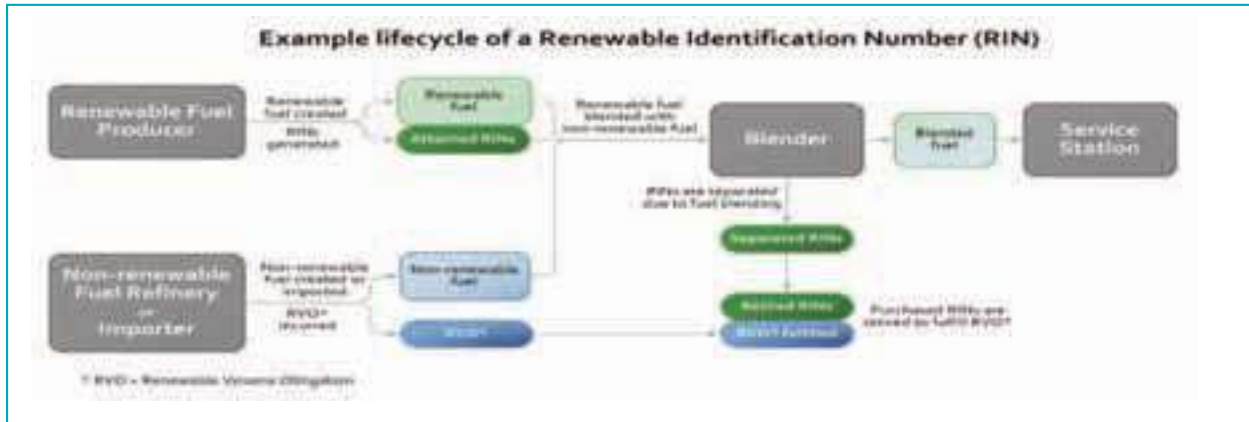 Example lifecycle of a Renewable Identification Number (RIN)
Renewable Fuel
Producer
Renewable
fuel created
RINs
generated
Renewable
fuel
Attached RINs
Renewable fuel
blended with
non-renewable fuel
Blender
Blended
fuel
Service
Station
RINs are separated
due to fuel blending
Separated RINs
Non-renewable
Fuel Refinery
or
Importer
Non-renewable
fuel created or
imported
RVO*
incurred
Non-renewable
fuel
RVO*
Retired RINs
RVO* fulfilled
Purchased RINs are
retired to fulfill RVO*
* RVO = Renewable Volume Obligation